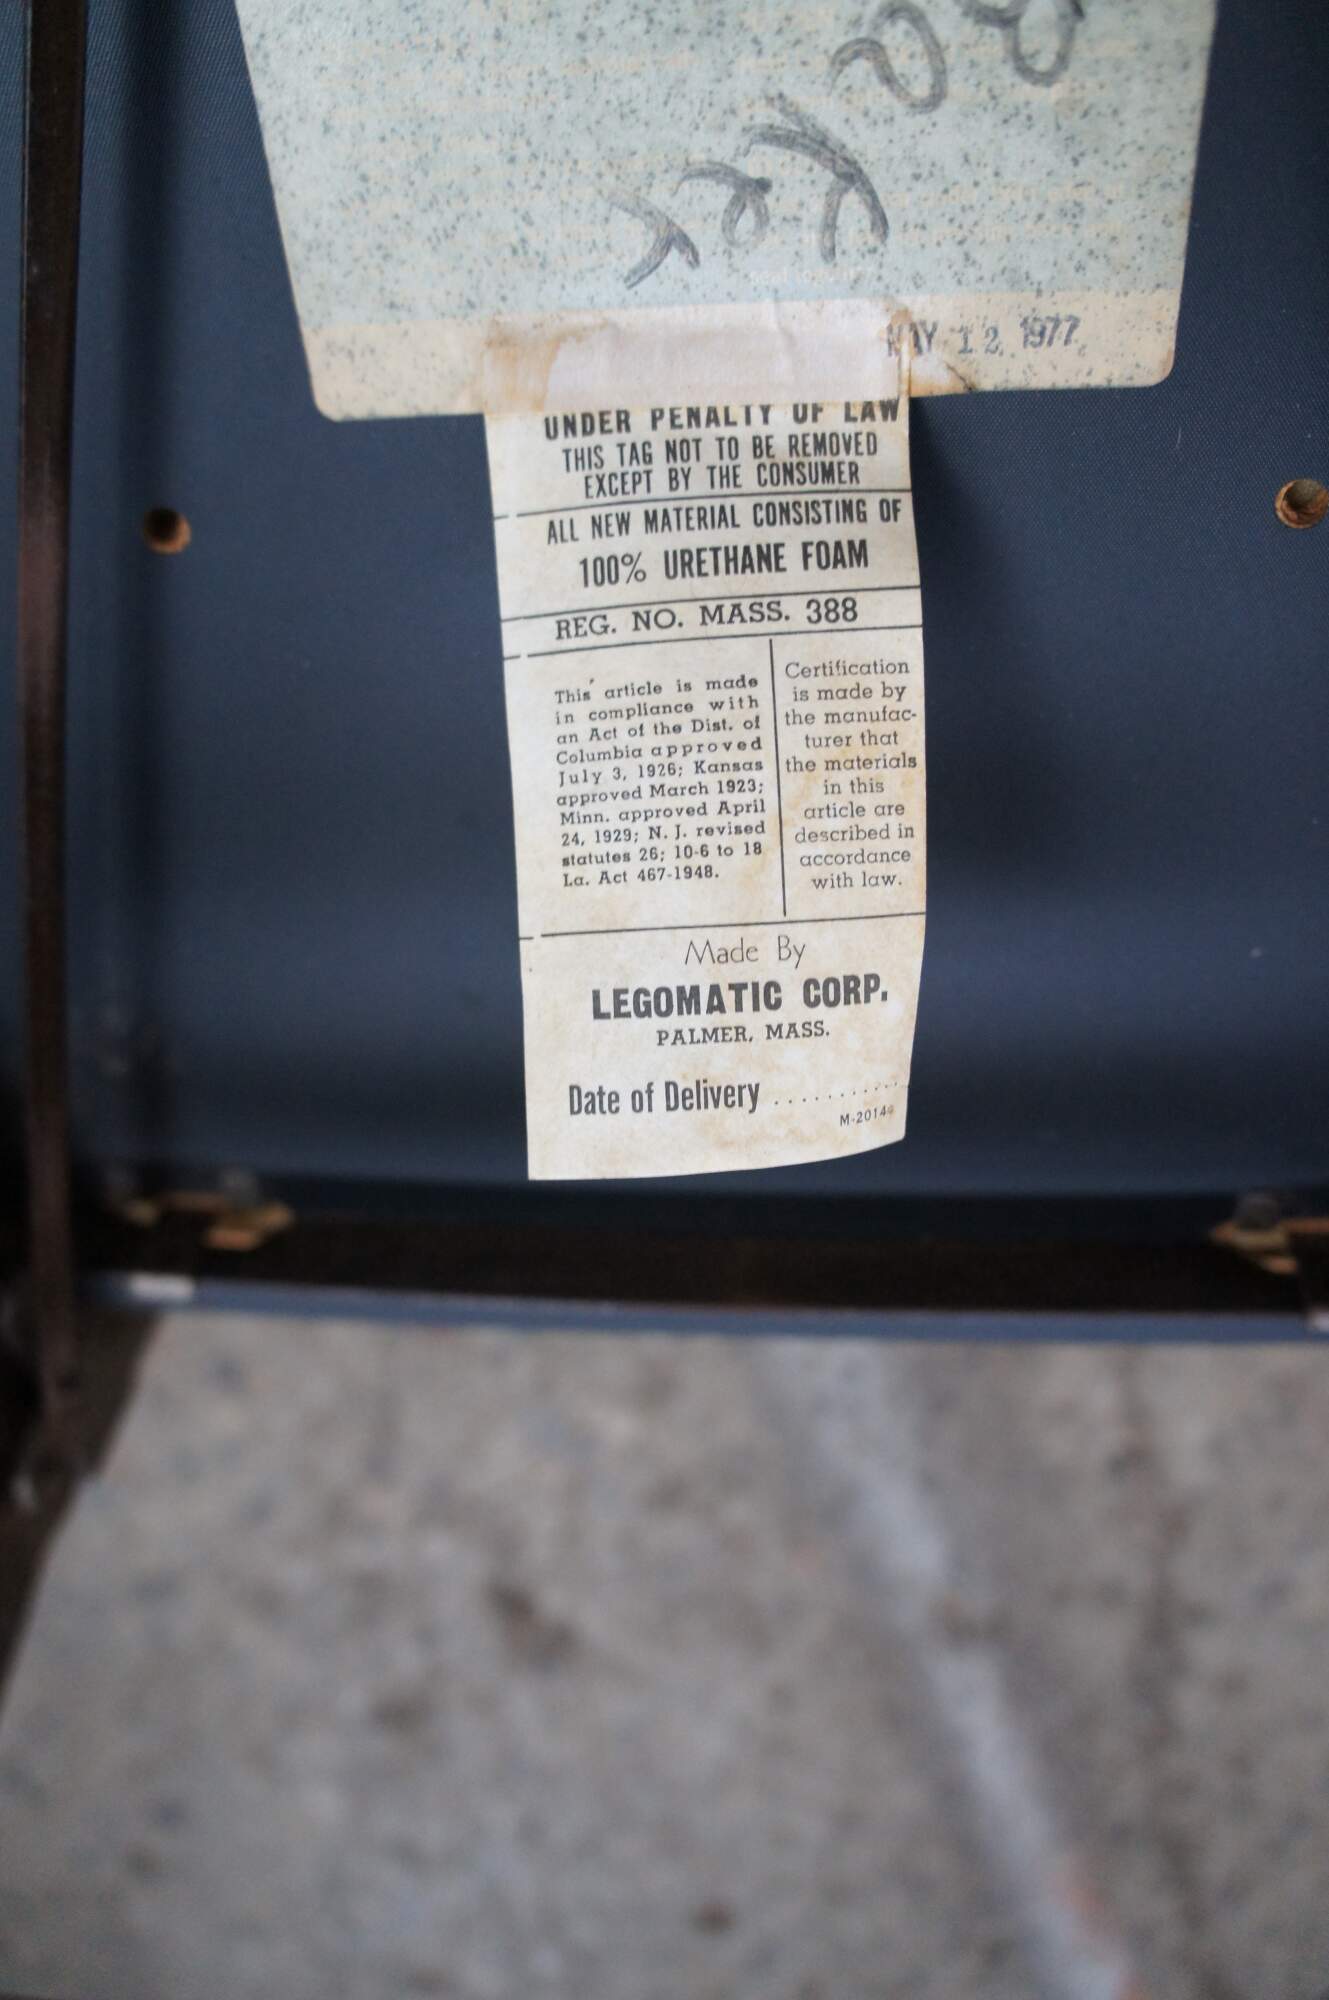 Baker
MAY 12 1977
UNDER PENALTY OF LAW
THIS TAG NOT TO BE REMOVED
EXCEPT BY THE CONSUMER
ALL NEW MATERIAL CONSISTING OF
100% URETHANE FOAM
REG. NO. MASS. 388
This article is made
in compliance with
an Act of the Dist. of
Columbia approved
July 3, 1926; Kansas
approved March 1923;
Minn. approved April
24, 1929; N. J. revised
statutes 26; 10-6 to 18
La. Act 467-1948.
Certification
is made by
the manufac-
turer that
the materials
in this
article are
described in
accordance
with law.
Made By
LEGOMATIC CORP.
PALMER, MASS.
Date of Delivery ..........